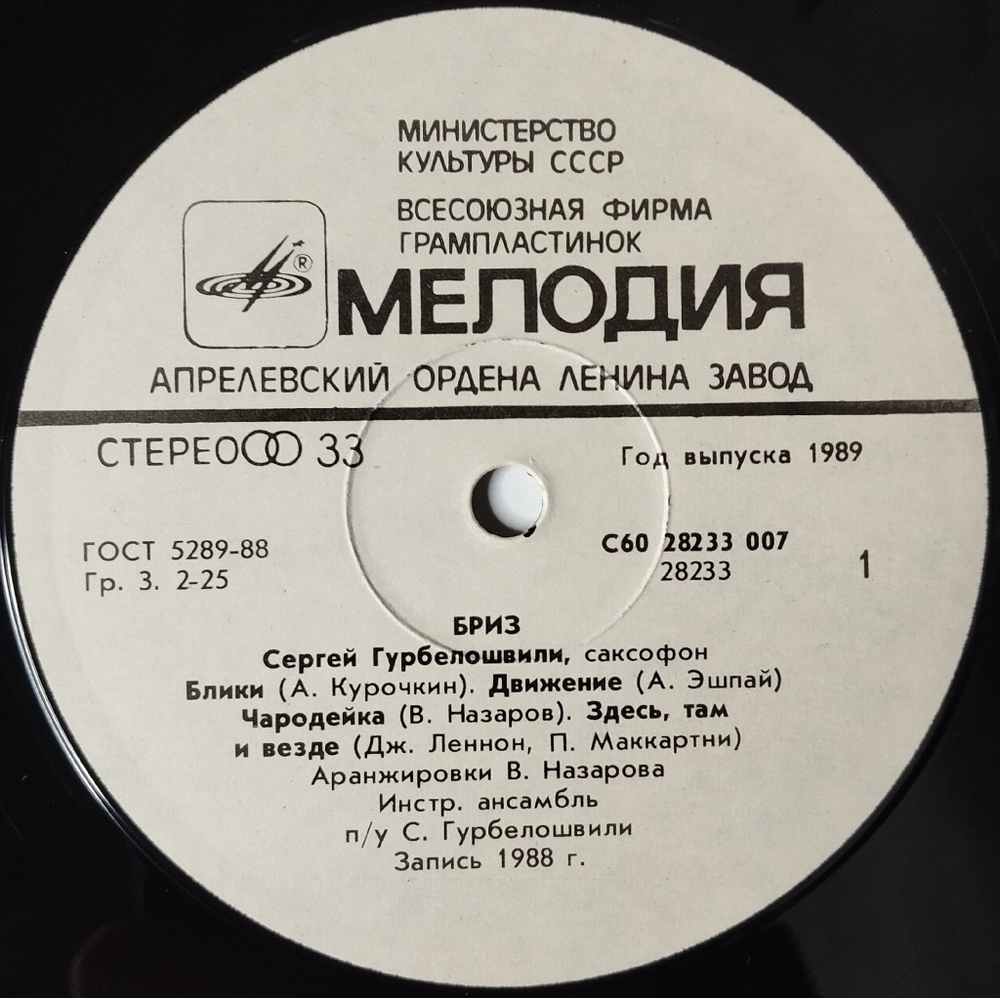 МИНИСТЕРСТВО
КУЛЬТУРЫ СССР
ВСЕСОЮЗНАЯ ФИРМА
ГРАМПЛАСТИНОК
®
МЕЛОДИЯ
АПРЕЛЕВСКИЙ ОРДЕНА ЛЕНИНА ЗАВОД
СТЕРЕО 33
Год выпуска 1989
ГОСТ 5289-88
Гр. 3. 2-25
С60 28233 007
28233
1
БРИЗ
Сергей Гурбелошвили, саксофон
Блики (А. Курочкин). Движение (А. Эшпай)
Чародейка (В. Назаров). Здесь, там
и везде (Дж. Леннон, П. Маккартни)
Аранжировки В. Назарова
Инстр. ансамбль
п/у С. Гурбелошвили
Запись 1988 г.